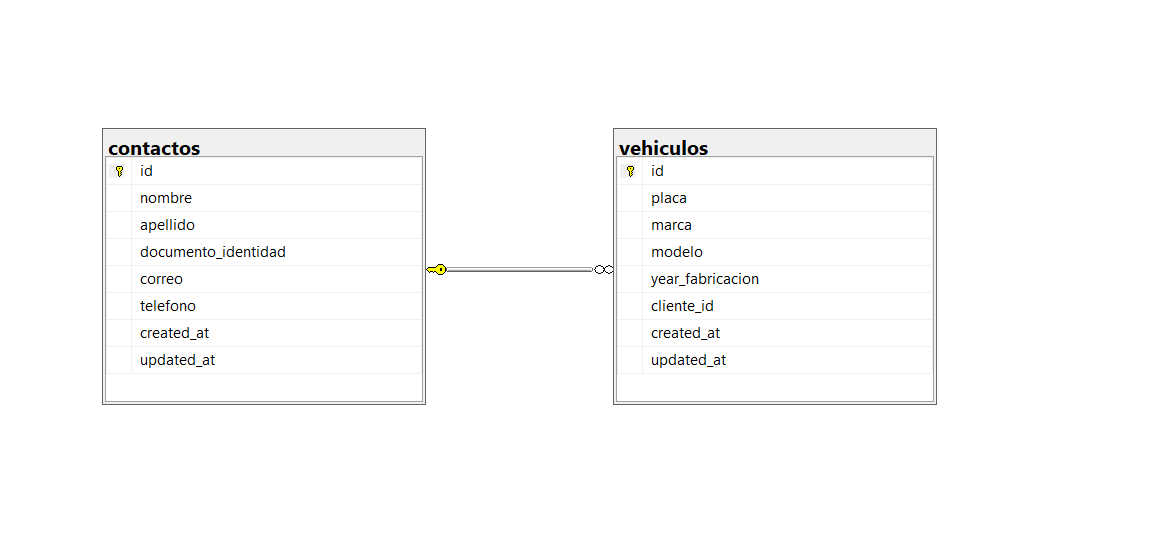 contactos
id
nombre
apellido
documento_identidad
correo
telefono
created_at
updated_at
vehiculos
id
placa
marca
modelo
year_fabricacion
cliente_id
created_at
updated_at